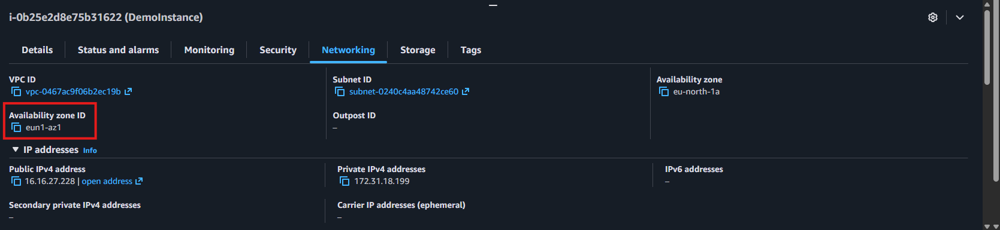 i-0b25e2d8e75b31622 (DemoInstance)
Details Status and alarms Monitoring Security Networking Storage Tags
VPC ID
vpc-0467ac9f06b2ec19b
Subnet ID
subnet-0240c4aa48742ce60
Availability zone
eu-north-1a
Availability zone ID
eun1-az1
Outpost ID
–
IP addresses Info
Public IPv4 address
16.16.27.228 | open address
Private IPv4 addresses
172.31.18.199
IPv6 addresses
–
Secondary private IPv4 addresses
–
Carrier IP addresses (ephemeral)
–